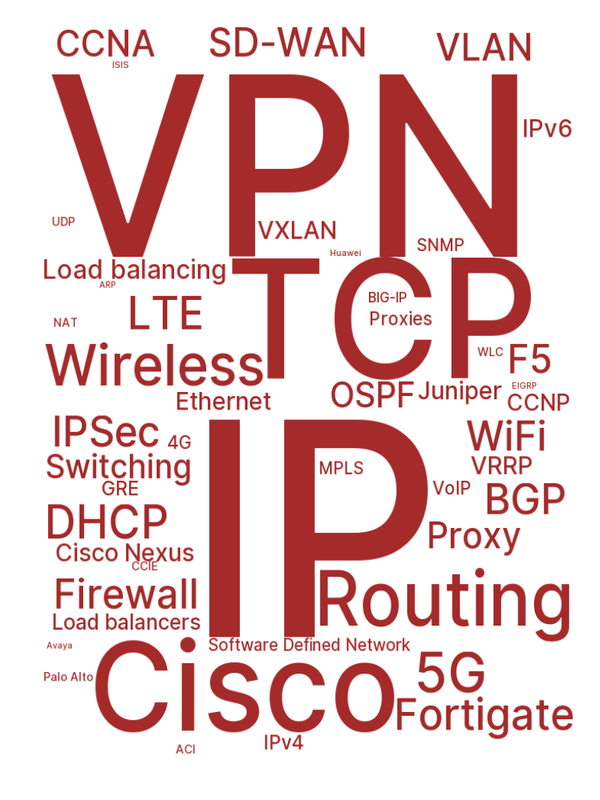 CCNA
SD-WAN
VLAN
ISIS
VPN
IPv6
UDP
VXLAN
SNMP
Huawei
Load balancing
ARP
TCP
BIG-IP
LTE
Proxies
NAT
Wireless
WLC
F5
Ethernet
OSPF
Juniper
EIGRP
CCNP
IPSec
4G
WiFi
IP
MPLS
Switching
VRRP
GRE
VoIP
BGP
DHCP
Proxy
Cisco Nexus
CCIE
Firewall
Routing
Load balancers
Avaya
Software Defined Network
Palo Alto
Cisco
5G
Fortigate
ACI
IPv4